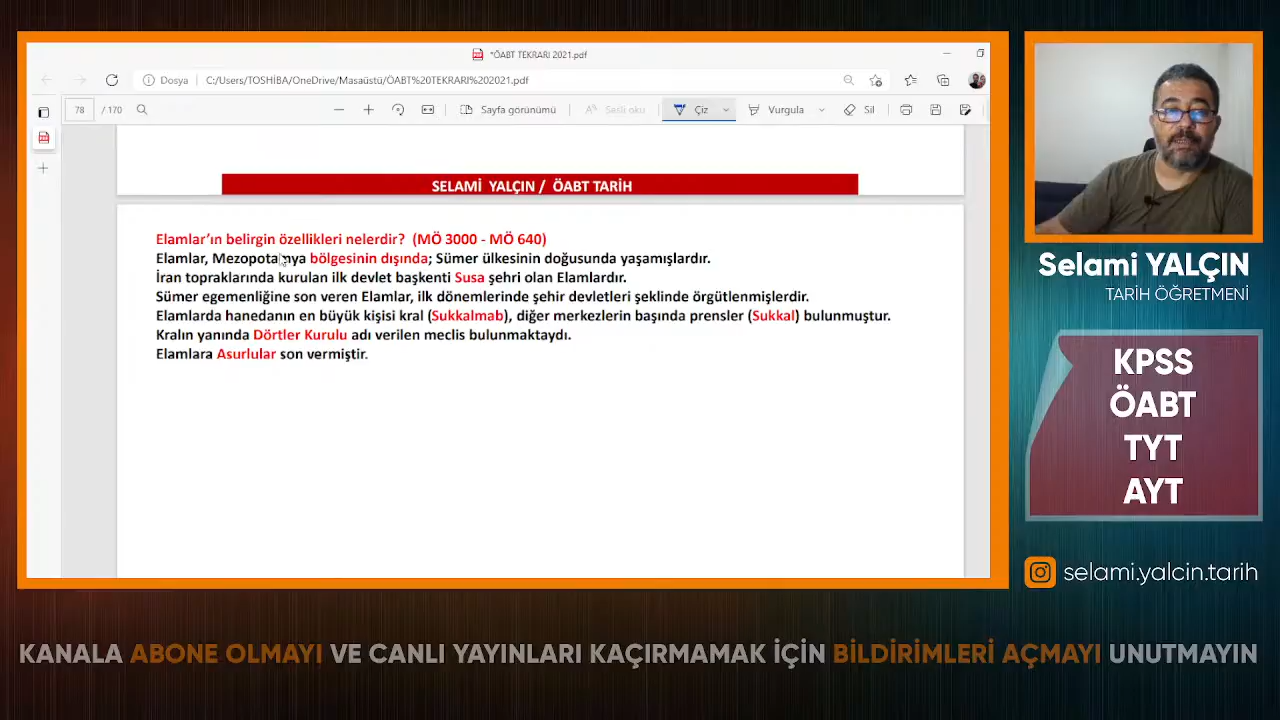 *ÖABT TEKRARI 2021.pdf
Dosya
C:/Users/TOSHİBA/OneDrive/Masaüstü/ÖABT%20TEKRARI%202021.pdf
78 / 170
Sayfa görünümü
Sesli oku
Çiz
Vurgula
Sil
SELAMİ YALÇIN / ÖABT TARİH
Elamlar’ın belirgin özellikleri nelerdir? (MÖ 3000 - MÖ 640)
Elamlar, Mezopotamya bölgesinin dışında; Sümer ülkesinin doğusunda yaşamışlardır.
İran topraklarında kurulan ilk devlet başkenti Susa şehri olan Elamlardır.
Sümer egemenliğine son veren Elamlar, ilk dönemlerinde şehir devletleri şeklinde örgütlenmişlerdir.
Elamlarda hanedanın en büyük kişisi kral (Sukkalmab), diğer merkezlerin başında prensler (Sukkal) bulunmuştur.
Kralın yanında Dörtler Kurulu adı verilen meclis bulunmaktaydı.
Elamlara Asurlular son vermiştir.
Selami YALÇIN
TARİH ÖĞRETMENİ
KPSS
ÖABT
TYT
AYT
selami.yalcin.tarih
KANALA ABONE OLMAYI VE CANLI YAYINLARI KAÇIRMAMAK İÇİN BİLDİRİMLERİ AÇMAYI UNUTMAYIN